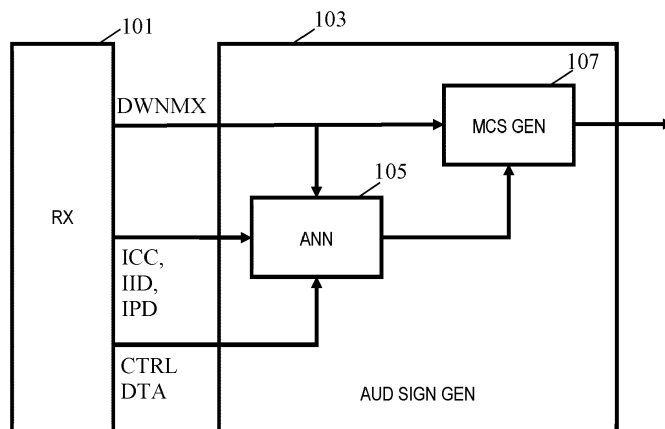 101
103
107
DWNMX
MCS GEN
105
RX
ANN
ICC,
IID,
IPD
CTRL
DTA
AUD SIGN GEN